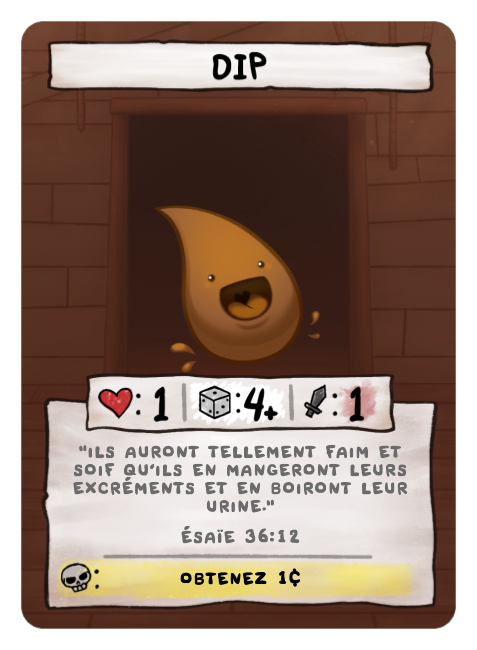 DIP
: 1 :4+ : 1
"ILS AURONT TELLEMENT FAIM ET
SOIF QU'ILS EN MANGERONT LEURS
EXCRÉMENTS ET EN BOIRONT LEUR
URINE."
ÉSAÏE 36:12
: OBTENEZ 1¢